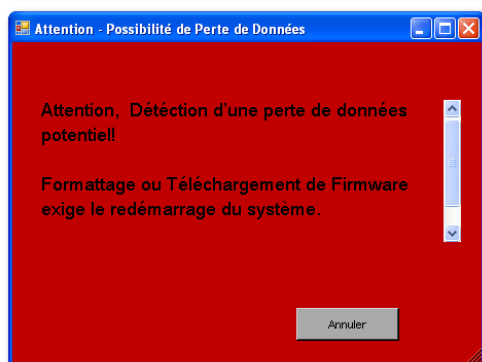 Attention - Possibilité de Perte de Données
Attention, Détéction d'une perte de données
potentiel!
Formattage ou Téléchargement de Firmware
exige le redémarrage du système.
Annuler